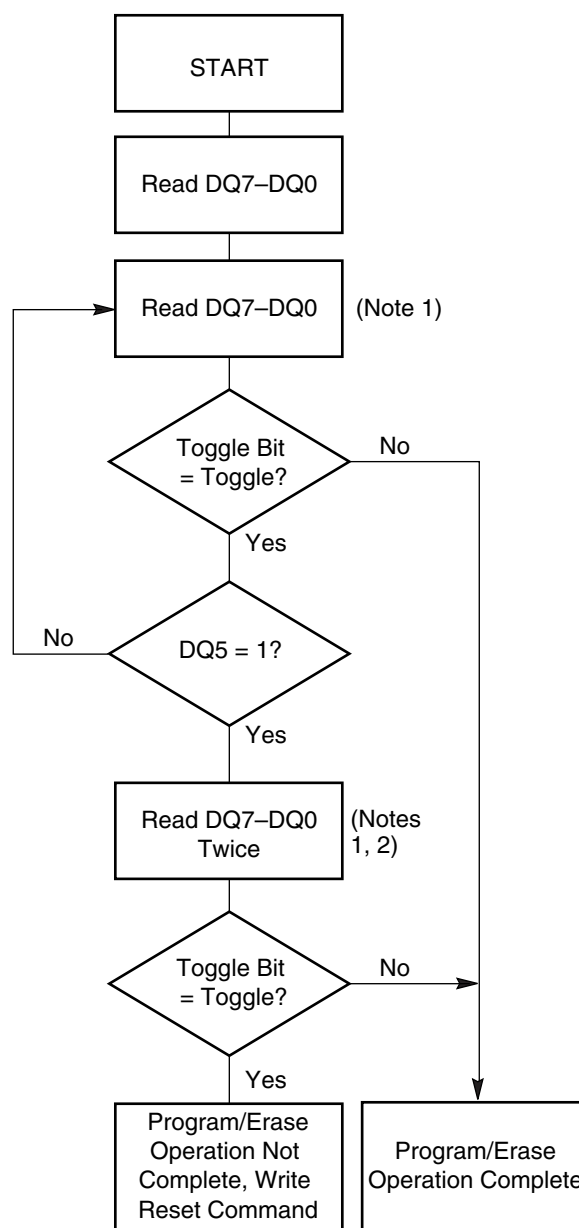 START
Read DQ7–DQ0
Read DQ7–DQ0
(Note 1)
Toggle Bit
= Toggle?
No
Yes
No
DQ5 = 1?
Yes
Read DQ7–DQ0
Twice
(Notes
1, 2)
Toggle Bit
= Toggle?
No
Yes
Program/Erase
Operation Not
Complete, Write
Reset Command
Program/Erase
Operation Complete